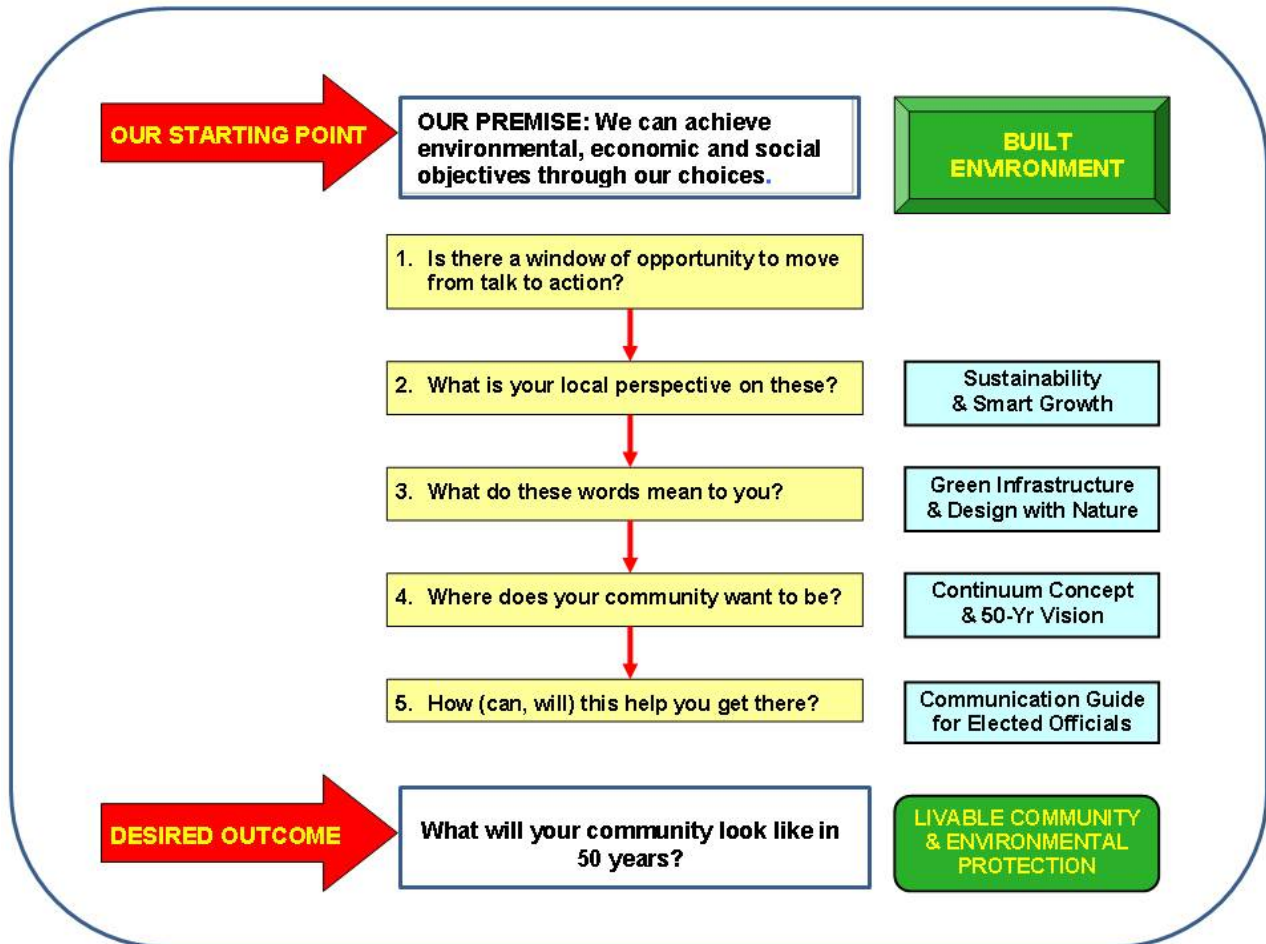 OUR STARTING POINT
OUR PREMISE: We can achieve
environmental, economic and social
objectives through our choices.
BUILT
ENVIRONMENT
1. Is there a window of opportunity to move
from talk to action?
2. What is your local perspective on these?
Sustainability
& Smart Growth
3. What do these words mean to you?
Green Infrastructure
& Design with Nature
4. Where does your community want to be?
Continuum Concept
& 50-Yr Vision
5. How (can, will) this help you get there?
Communication Guide
for Elected Officials
DESIRED OUTCOME
What will your community look like in
50 years?
LIVABLE COMMUNITY
& ENVIRONMENTAL
PROTECTION